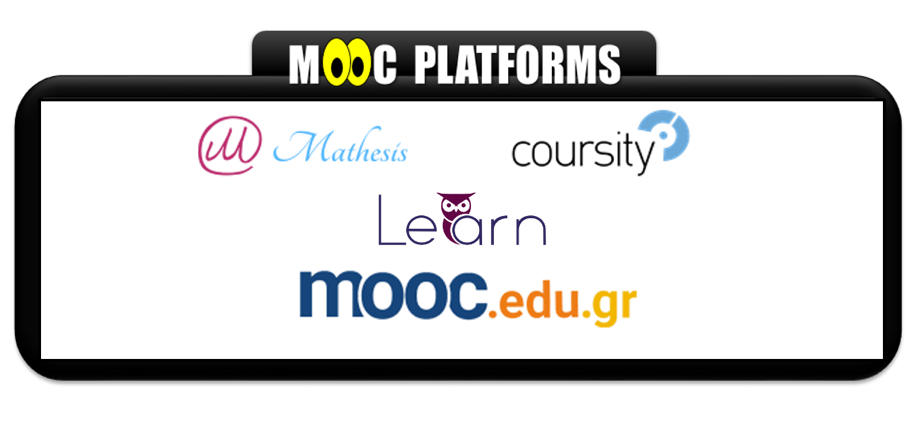 MOOC PLATFORMS
Mathesis
coursity
Learn
mooc.edu.gr